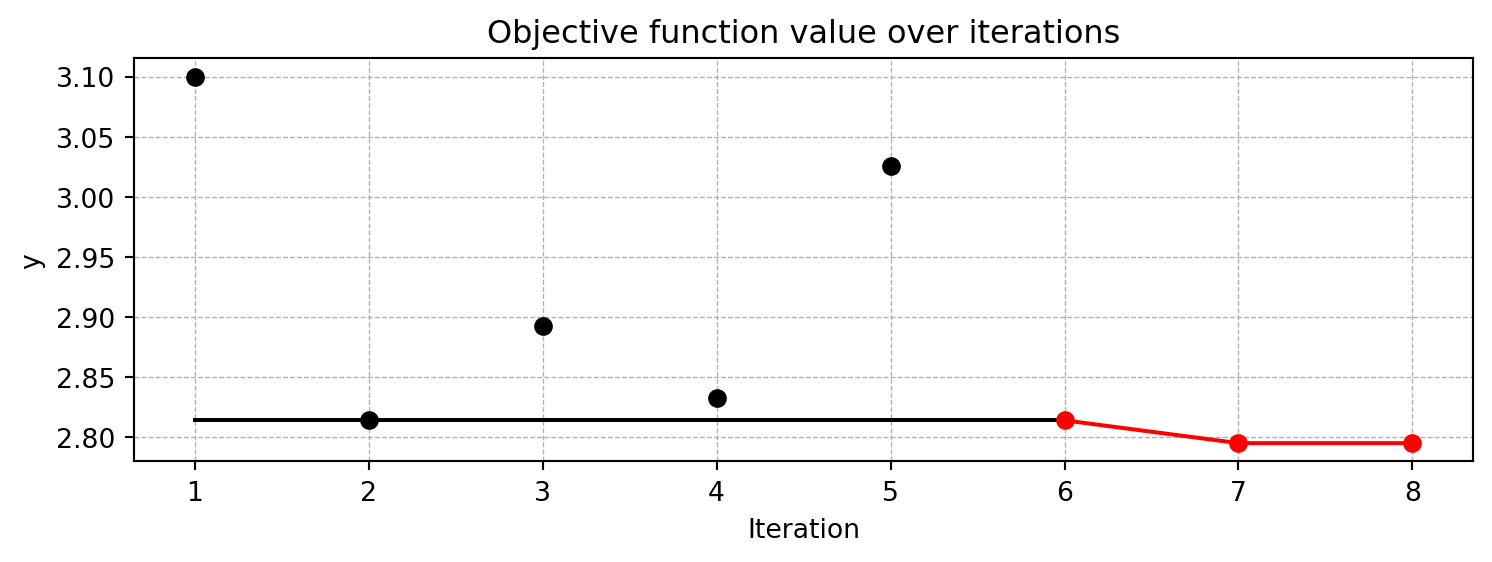 Objective function value over iterations
3.10
3.05
3.00
2.95
2.90
2.85
2.80
y
1 2 3 4 5 6 7 8
Iteration